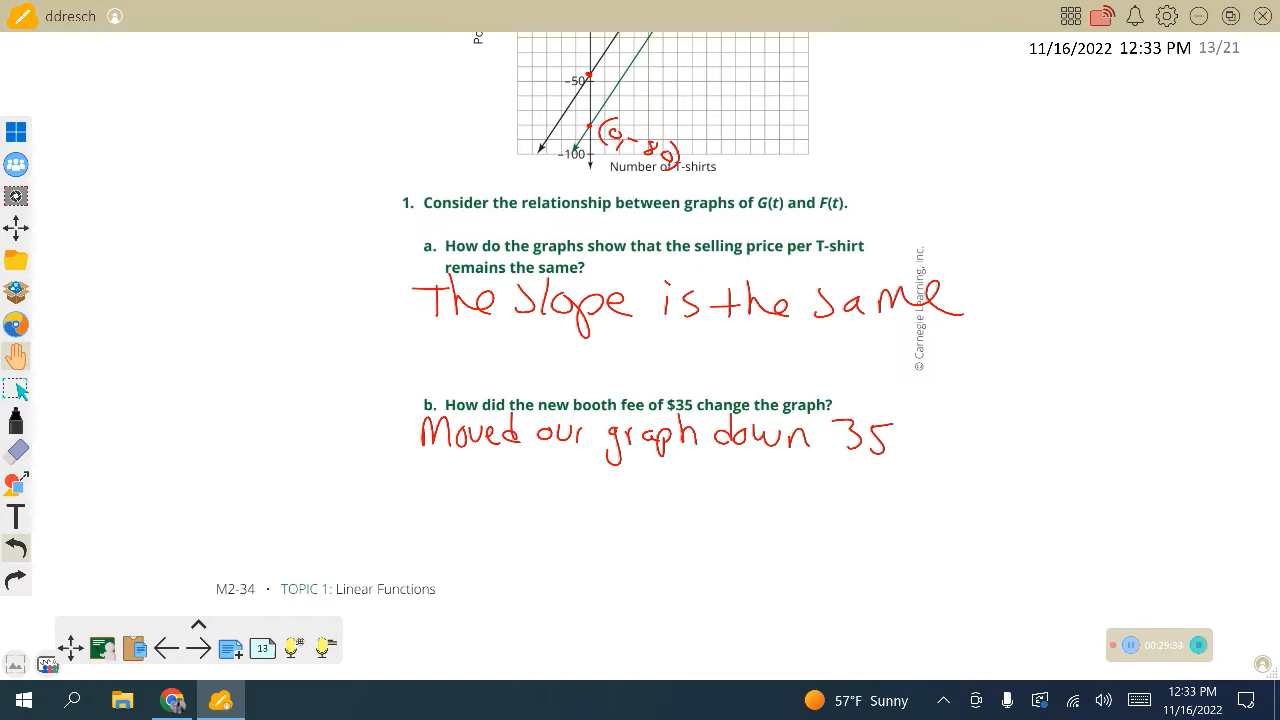 ddresch
11/16/2022 12:33 PM 13/21
-50
(0,-80)
-100
Number of T-shirts
1. Consider the relationship between graphs of G(t) and F(t).
a. How do the graphs show that the selling price per T-shirt
remains the same?
The slope is the same
© Carnegie Learning, Inc.
b. How did the new booth fee of $35 change the graph?
Moved our graph down 35
M2-34 • TOPIC 1: Linear Functions
T
13
00:29:34
57°F Sunny
12:33 PM
11/16/2022